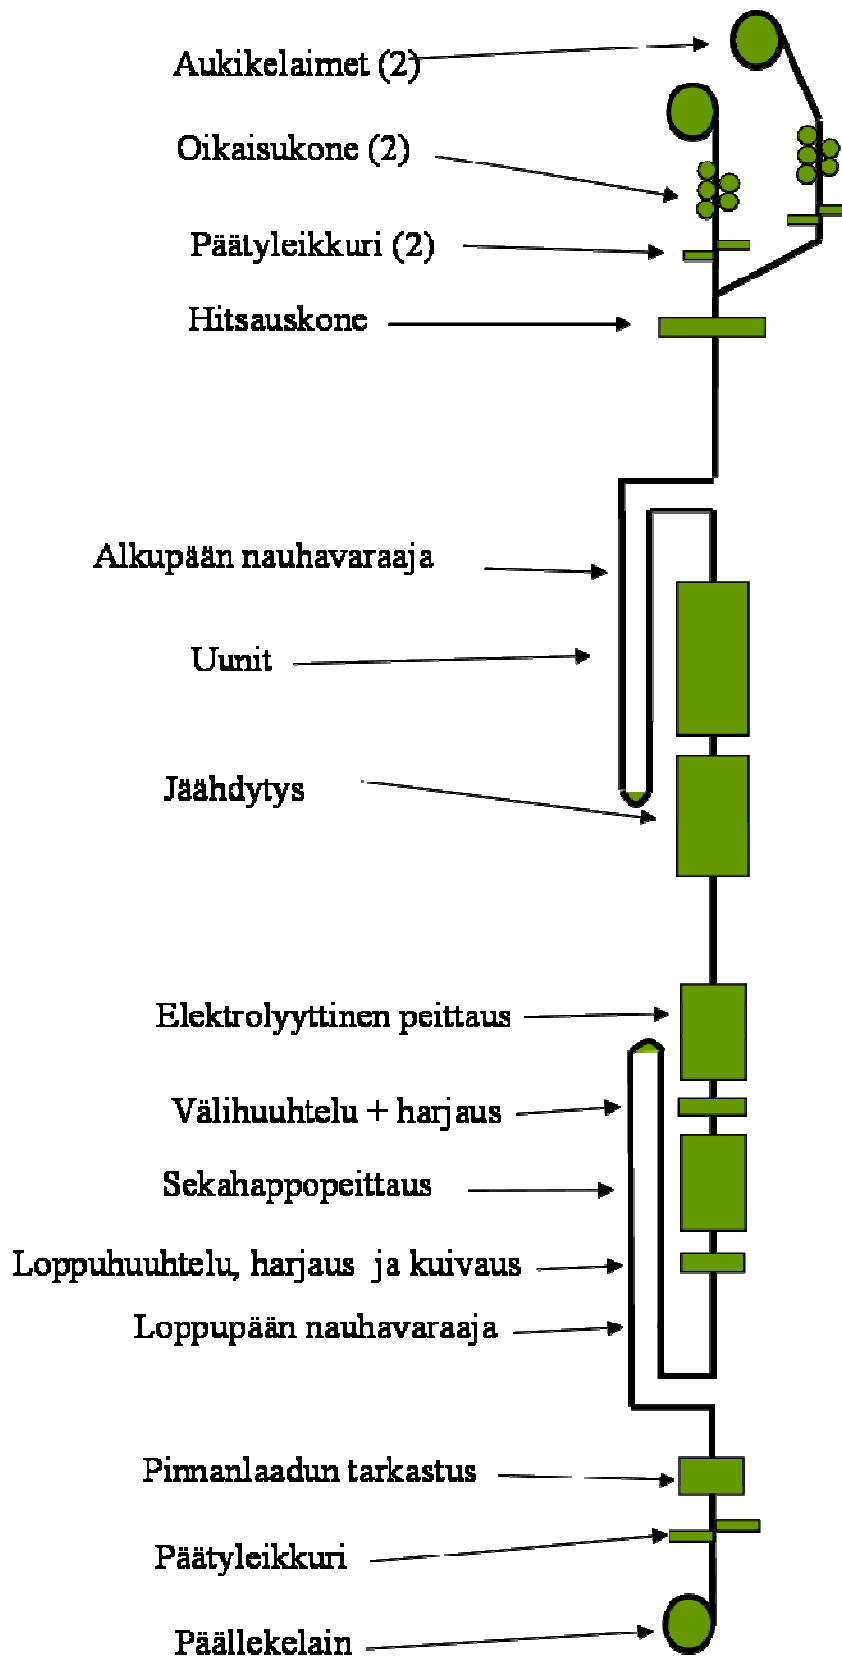 Aukikelaimet (2)
Oikaisukone (2)
Päätyleikkuri (2)
Hitsauskone
Alkupään nauhavaraaja
Uunit
Jäähdytys
Elektrolyyttinen peittaus
Välihuuhtelu + harjaus
Sekahappopeittaus
Loppuhuuhtelu, harjaus ja kuivaus
Loppupään nauhavaraaja
Pinnanlaadun tarkastus
Päätyleikkuri
Päällekelain